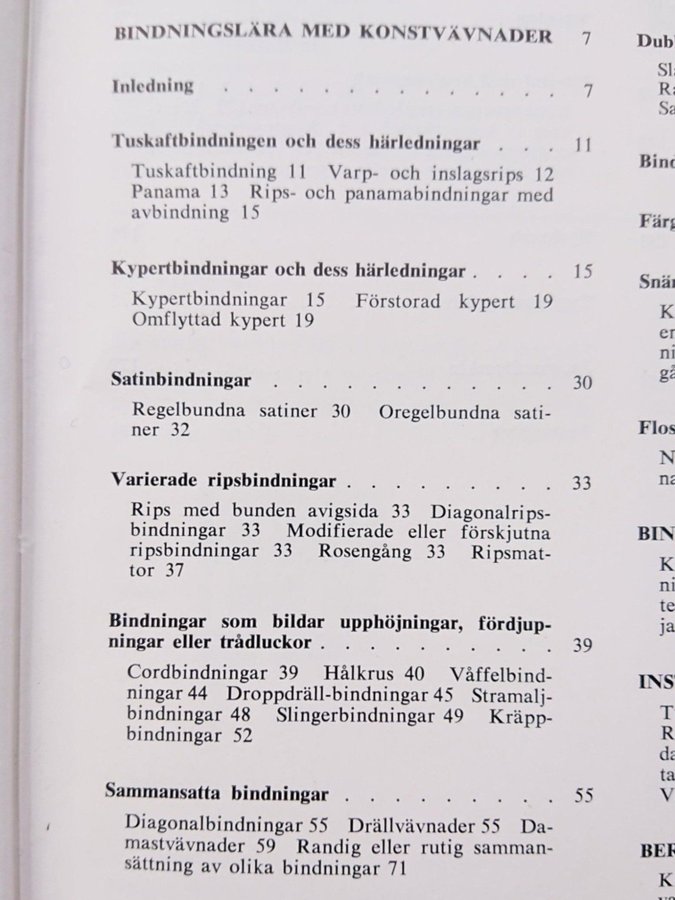 BINDNINGSLÄRA MED KONSTVÄVNADER 7
Inledning . . . . . . . . . . . . . . 7
Tuskaftbindningen och dess härledningar . . . 11
Tuskaftbindning 11 Varp- och inslagsrips 12
Panama 13 Rips- och panamabindningar med
avbindning 15
Kypertbindningar och dess härledningar . . . . 15
Kypertbindningar 15 Förstorad kypert 19
Omflyttad kypert 19
Satinbindningar . . . . . . . . . . . . 30
Regelbundna satiner 30 Oregelbundna sati-
ner 32
Varierade ripsbindningar . . . . . . . . . 33
Rips med bunden avigsida 33 Diagonalrips-
bindningar 33 Modifierade eller förskjutna
ripsbindningar 33 Rosengång 33 Ripsmat-
tor 37
Bindningar som bildar upphöjningar, fördjup-
ningar eller trådluckor . . . . . . . . . . 39
Cordbindningar 39 Hålkrus 40 Våffelbind-
ningar 44 Droppdräll-bindningar 45 Stramalj-
bindningar 48 Slingerbindningar 49 Kräpp-
bindningar 52
Sammansatta bindningar . . . . . . . . . 55
Diagonalbindningar 55 Drällvävnader 55 Da-
mastvävnader 59 Randig eller rutig samman-
sättning av olika bindningar 71